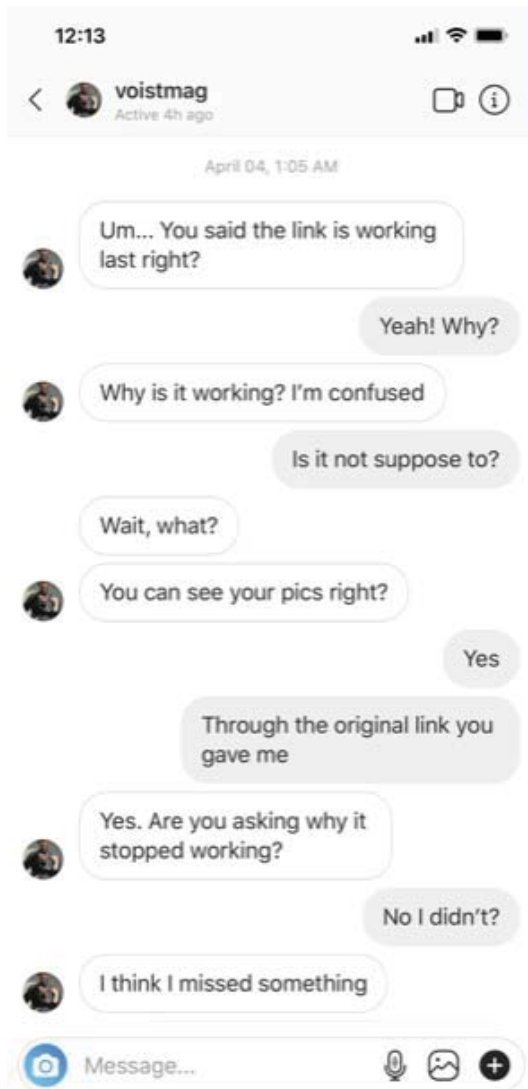 12:13
voistmag
Active 4h ago
April 04, 1:05 AM
Um... You said the link is working
last right?
Yeah! Why?
Why is it working? I'm confused
Is it not suppose to?
Wait, what?
You can see your pics right?
Yes
Through the original link you
gave me
Yes. Are you asking why it
stopped working?
No I didn't?
I think I missed something
Message...